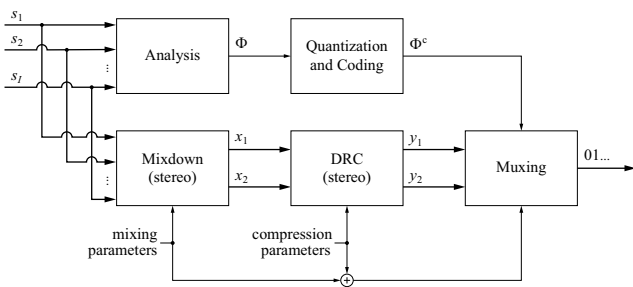 s1
s2
⋮
sI
Analysis
Φ
Quantization
and Coding
Φc
Mixdown
(stereo)
⋮
x1
x2
DRC
(stereo)
y1
y2
Muxing
01...
mixing
parameters
compression
parameters
+